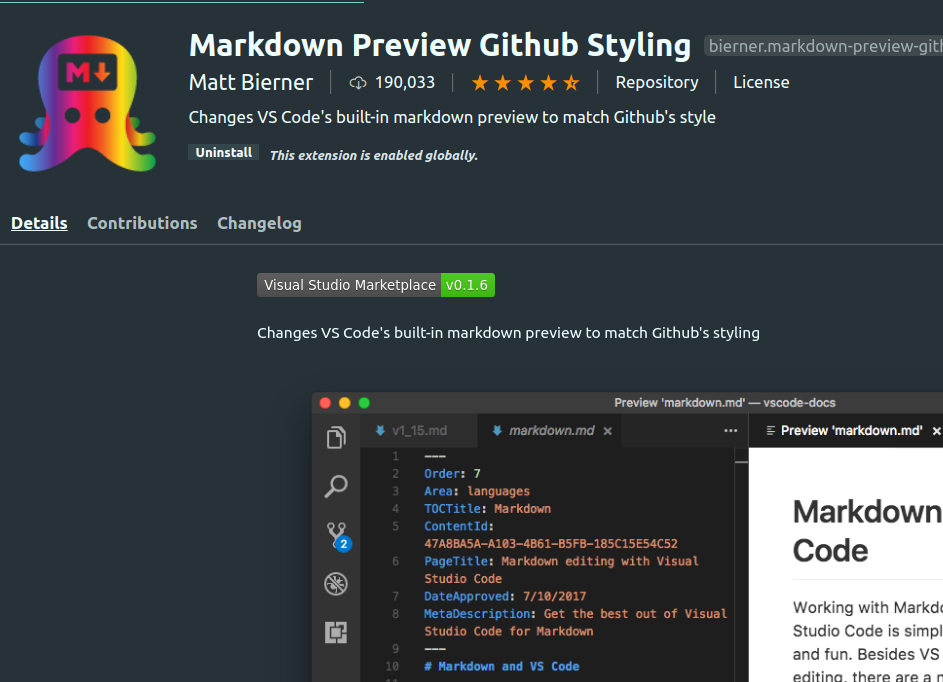 Markdown Preview Github Styling bierner.markdown-preview-gith
M
Matt Bierner 190,033 Repository License
Changes VS Code's built-in markdown preview to match Github's style
Uninstall This extension is enabled globally.
Details Contributions Changelog
Visual Studio Marketplace v0.1.6
Changes VS Code's built-in markdown preview to match Github's styling
Preview 'markdown.md' — vscode-docs
v1_15.md markdown.md × ••• Preview 'markdown.md' ×
1 ---
2 Order: 7
3 Area: languages
4 TOCTitle: Markdown
5 ContentId:
47A8BA5A-A103-4B61-B5FB-185C15E54C52
6 PageTitle: Markdown editing with Visual
Studio Code
7 DateApproved: 7/10/2017
8 MetaDescription: Get the best out of Visual
Studio Code for Markdown
9 ---
10 # Markdown and VS Code
2
Markdown
Code
Working with Markdo
Studio Code is simpl
and fun. Besides VS
editing, there are a